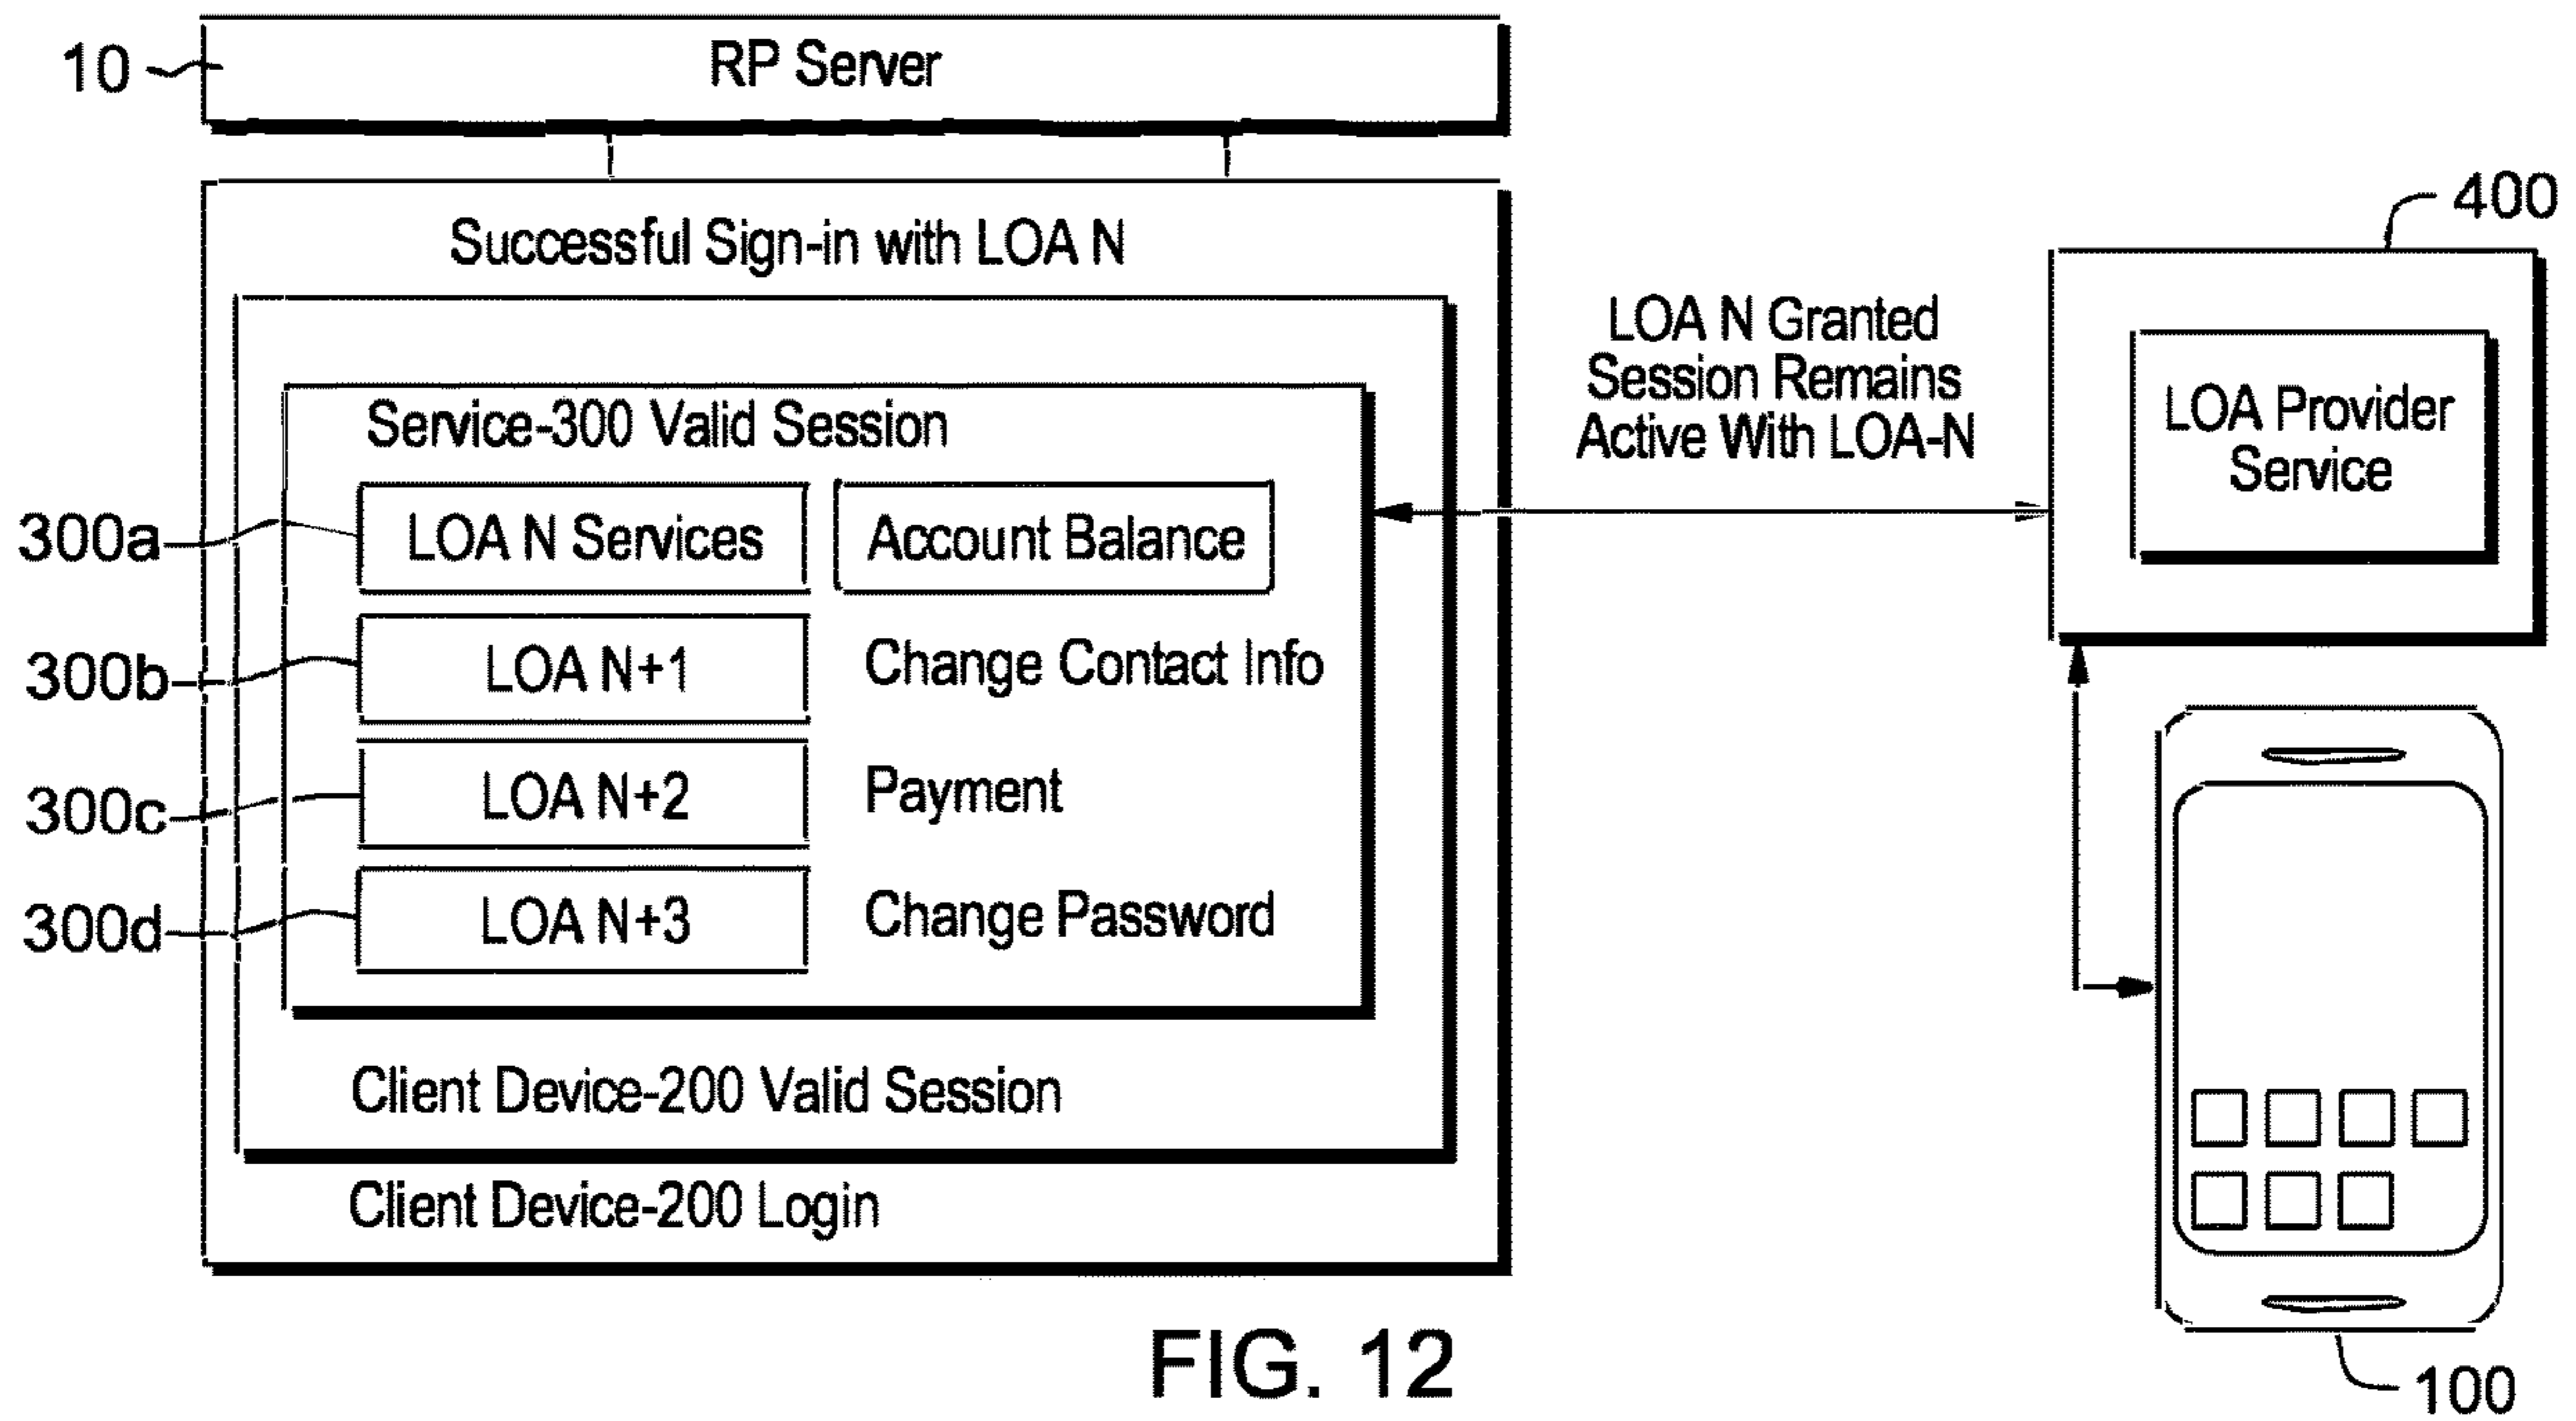 10
RP Server
Successful Sign-in with LOA N
400
LOA N Granted
Session Remains
Active With LOA-N
LOA Provider
Service
Service-300 Valid Session
300a
LOA N Services
Account Balance
300b
LOA N+1
Change Contact Info
300c
LOA N+2
Payment
300d
LOA N+3
Change Password
Client Device-200 Valid Session
Client Device-200 Login
100
FIG. 12